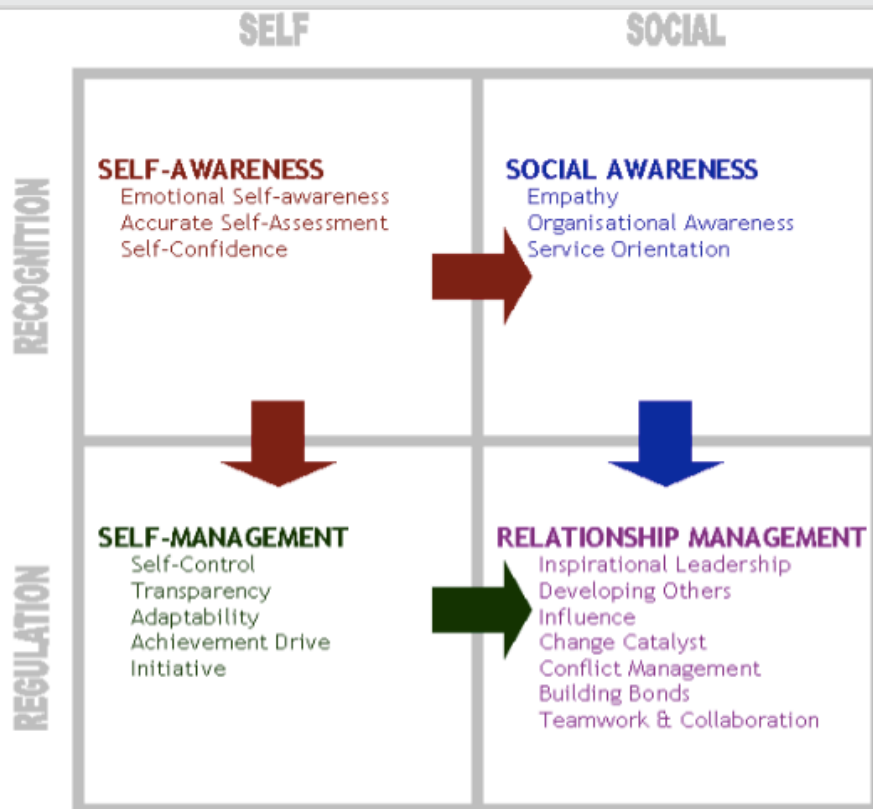 SELF
SOCIAL
RECOGNITION
SELF-AWARENESS
Emotional Self-awareness
Accurate Self-Assessment
Self-Confidence
SOCIAL AWARENESS
Empathy
Organisational Awareness
Service Orientation
REGULATION
SELF-MANAGEMENT
Self-Control
Transparency
Adaptability
Achievement Drive
Initiative
RELATIONSHIP MANAGEMENT
Inspirational Leadership
Developing Others
Influence
Change Catalyst
Conflict Management
Building Bonds
Teamwork & Collaboration